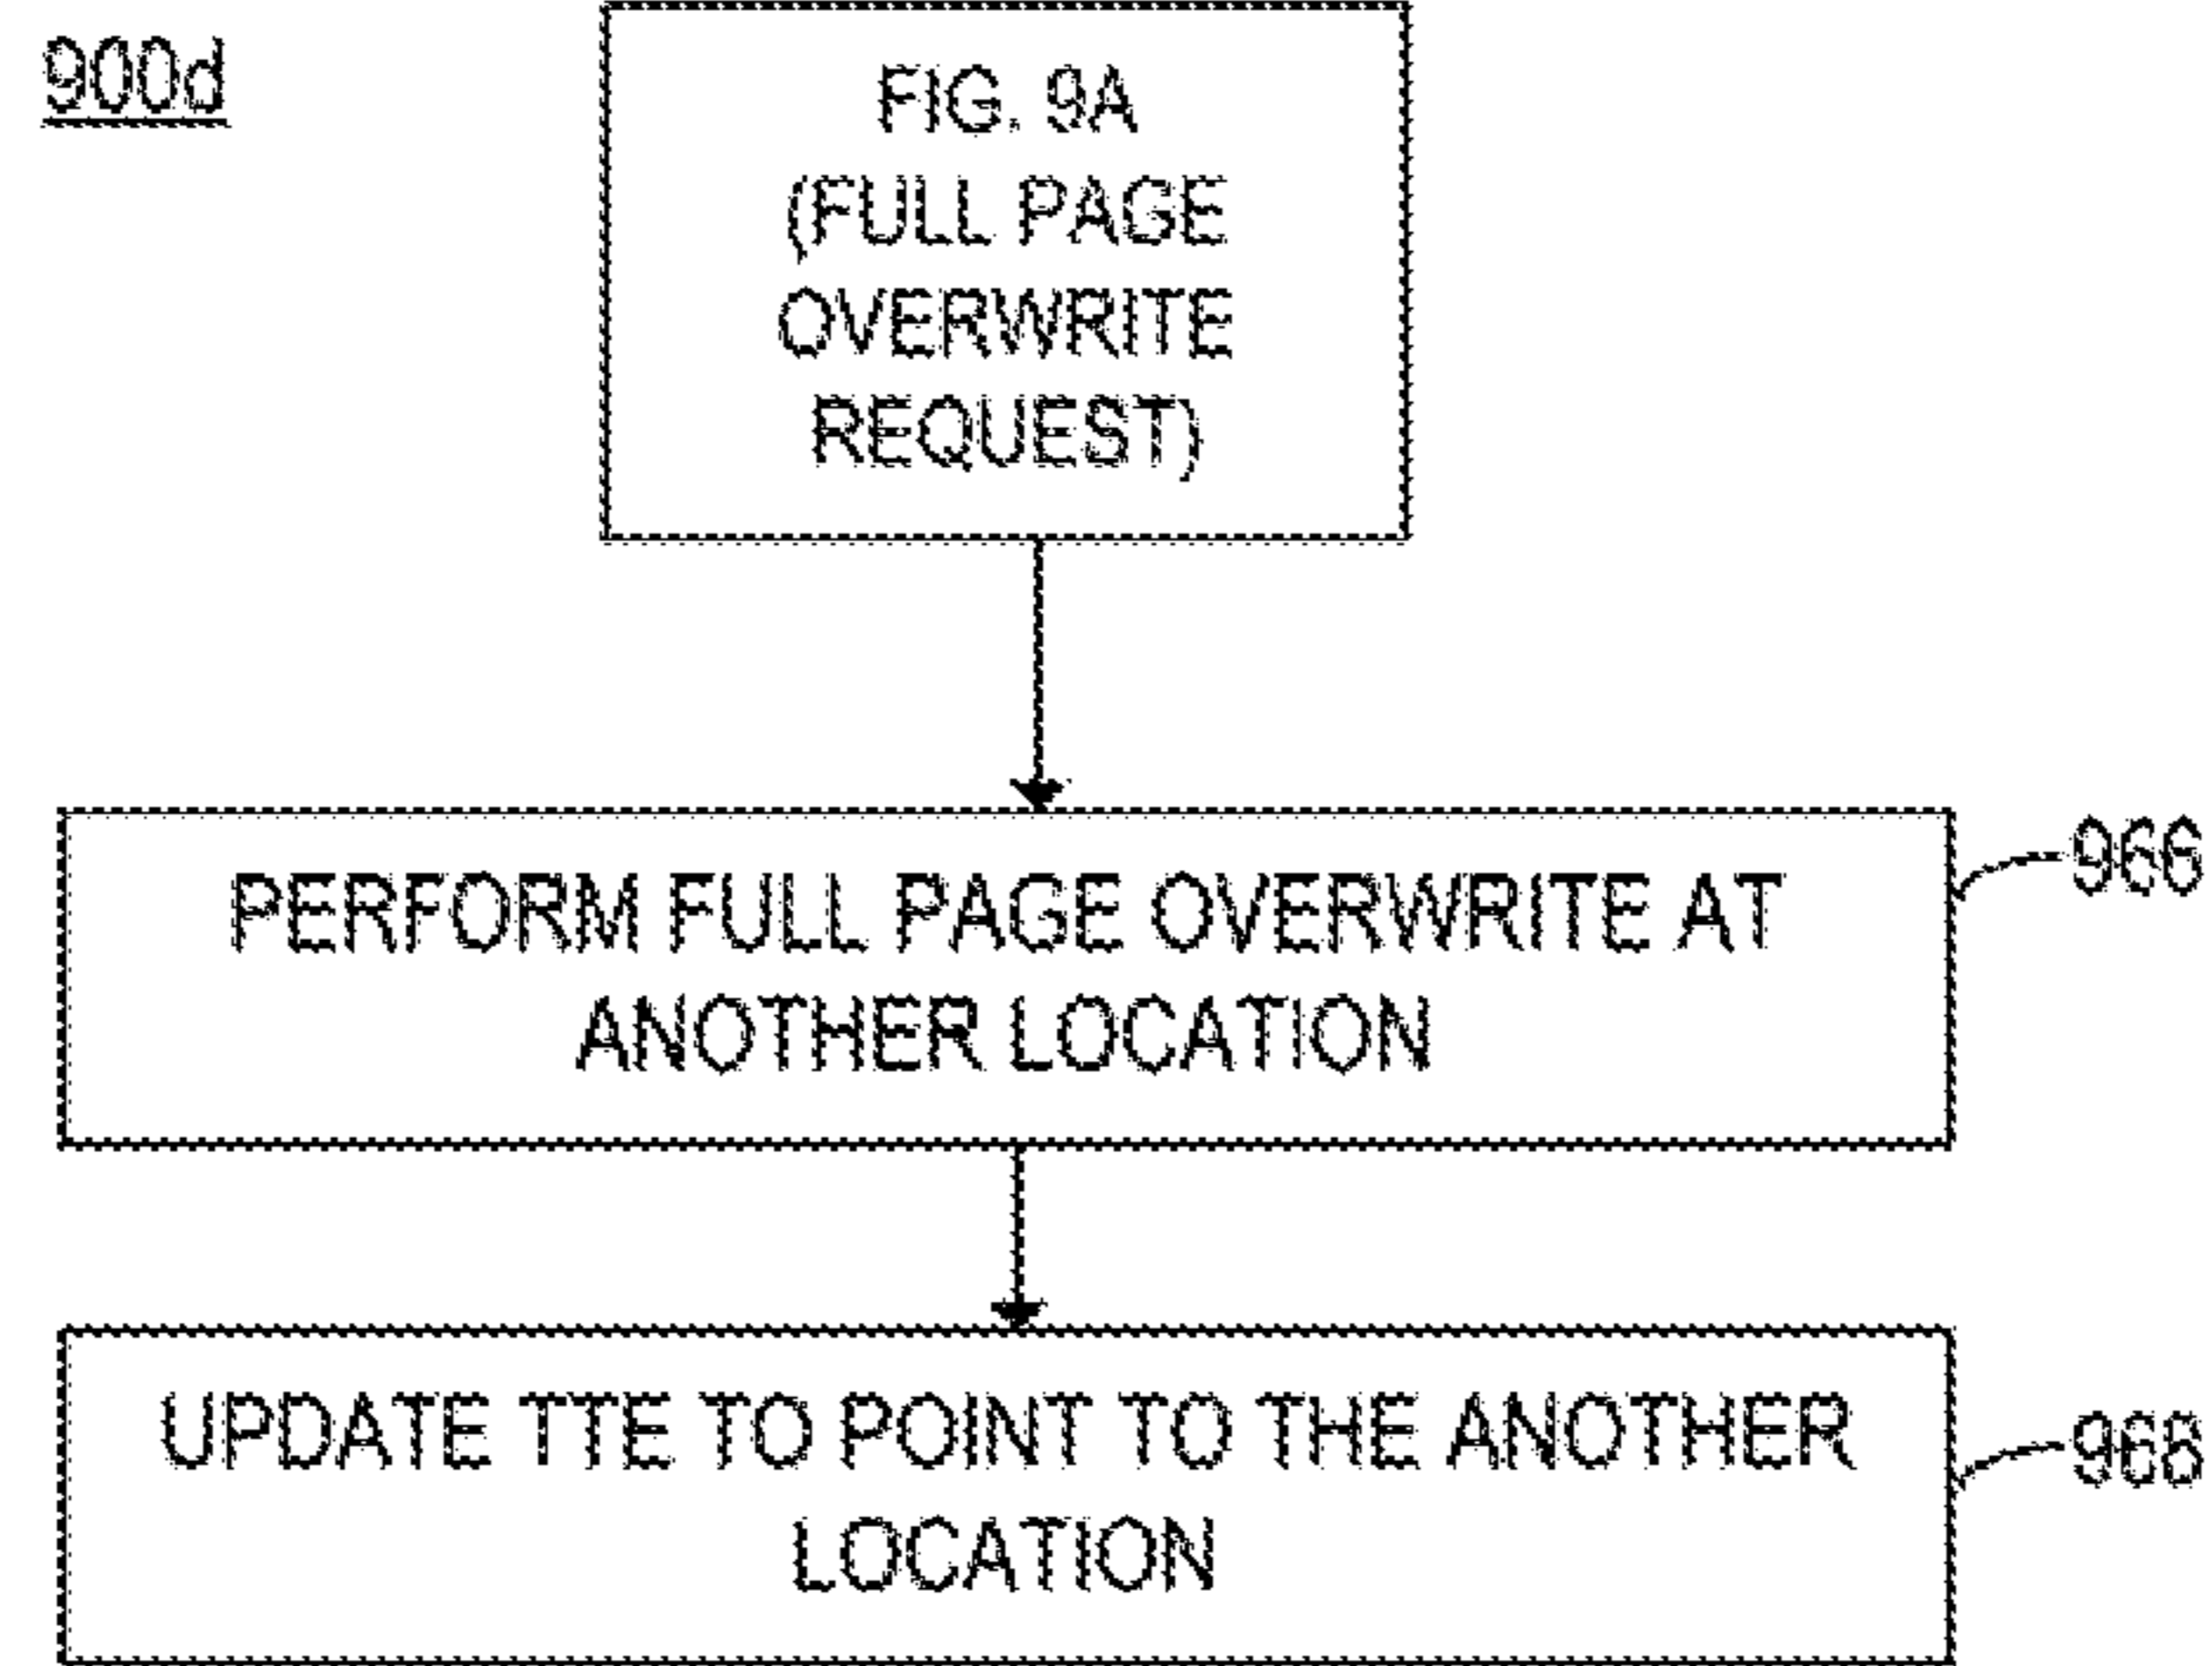 900d
FIG. 9A
(FULL PAGE
OVERWRITE
REQUEST)
PERFORM FULL PAGE OVERWRITE AT
ANOTHER LOCATION
966
UPDATE TTE TO POINT TO THE ANOTHER
LOCATION
968